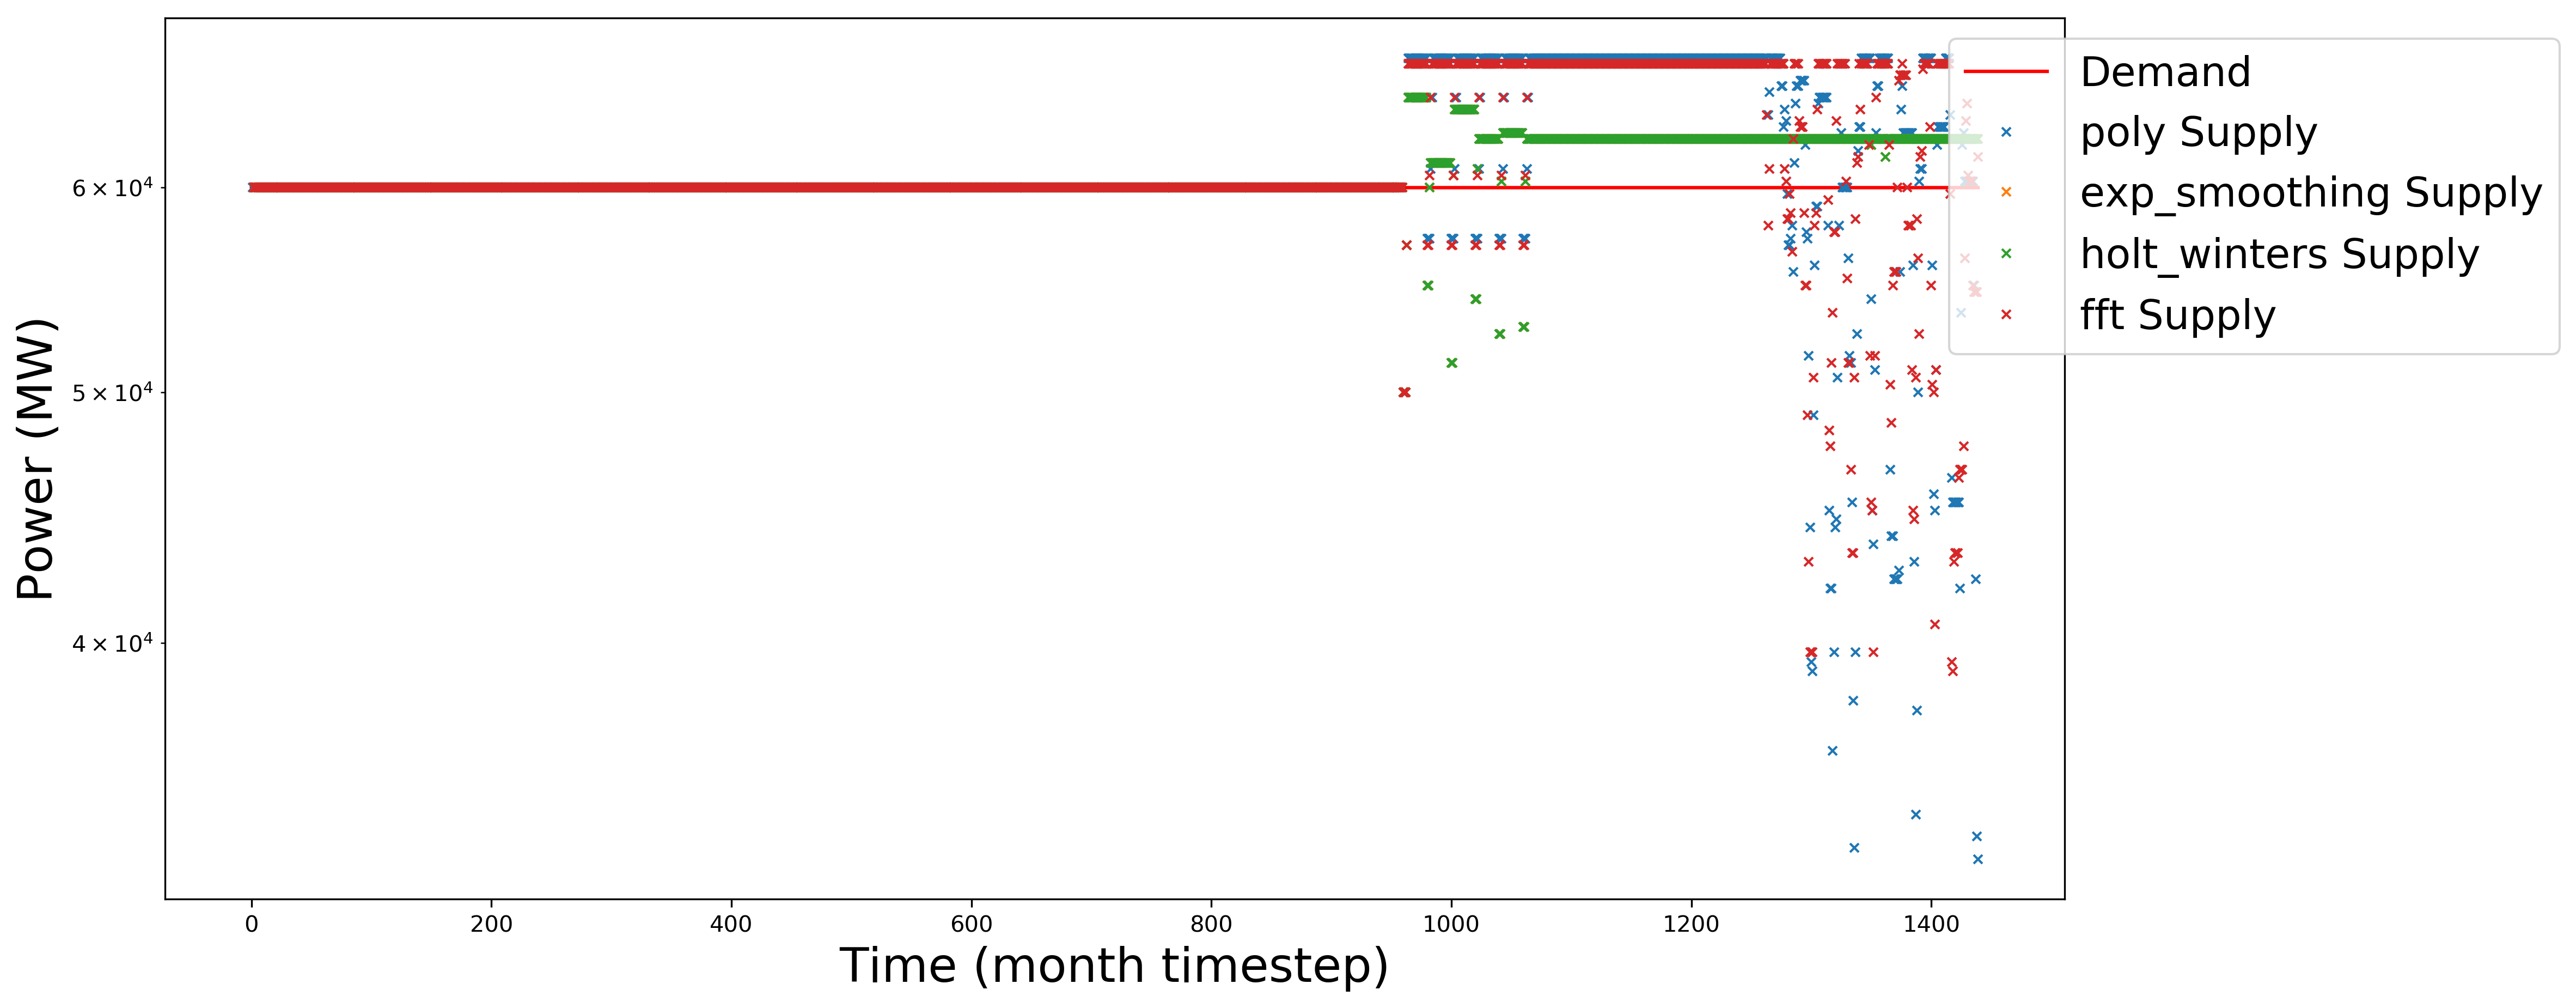 Power (MW)
6 × 10⁴
5 × 10⁴
4 × 10⁴
0 200 400 600 800 1000 1200 1400
Time (month timestep)
Demand
poly Supply
exp_smoothing Supply
holt_winters Supply
fft Supply